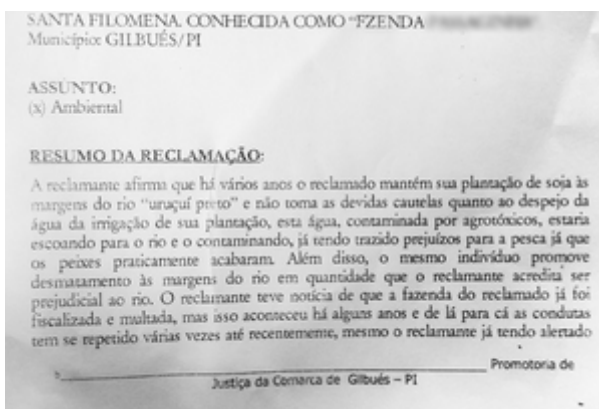 SANTA FILOMENA, CONHECIDA COMO "FZENDA
Município: GILBUÉS/PI
ASSUNTO:
(x) Ambiental
RESUMO DA RECLAMAÇÃO:
A reclamante afirma que há vários anos o reclamado mantém sua plantação de soja às
margens do rio "uruçuí preto" e não toma as devidas cautelas quanto ao despejo da
água da irrigação de sua plantação, esta água, contaminada por agrotóxicos, estaria
escoando para o rio e o contaminando, já tendo trazido prejuízos para a pesca já que
os peixes praticamente acabaram. Além disso, o mesmo indivíduo promove
desmatamento às margens do rio em quantidade que o reclamante acredita ser
prejudicial ao rio. O reclamante teve notícia de que a fazenda do reclamado já foi
fiscalizada e multada, mas isso aconteceu há alguns anos e de lá para cá as condutas
tem se repetido várias vezes até recentemente, mesmo o reclamante já tendo alertado
Promotoria de
Justiça da Comarca de Gilbués – PI